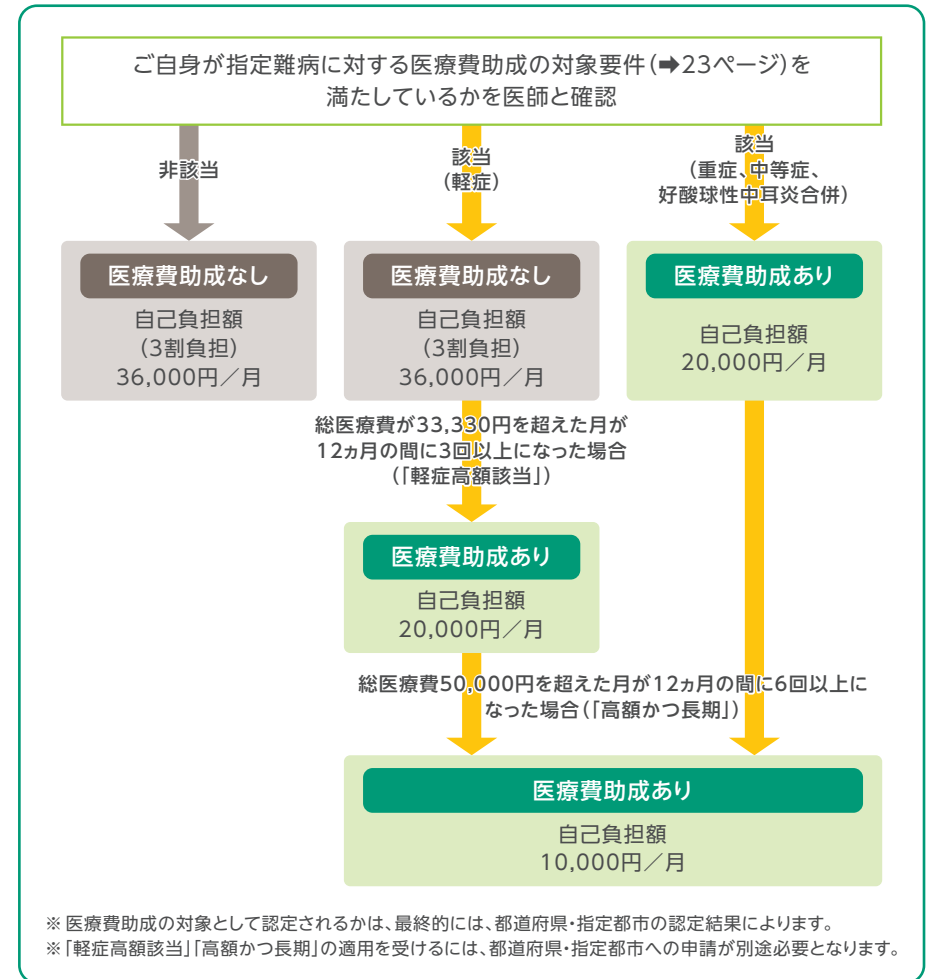 ご自身が指定難病に対する医療費助成の対象要件(➡23ページ)を
満たしているかを医師と確認
非該当
該当
(軽症)
該当
(重症、中等症、
好酸球性中耳炎合併)
医療費助成なし
自己負担額
(3割負担)
36,000円／月
医療費助成なし
自己負担額
(3割負担)
36,000円／月
医療費助成あり
自己負担額
20,000円／月
総医療費が33,330円を超えた月が
12ヵ月の間に3回以上になった場合
(「軽症高額該当」)
医療費助成あり
自己負担額
20,000円／月
総医療費50,000円を超えた月が12ヵ月の間に6回以上に
なった場合(「高額かつ長期」)
医療費助成あり
自己負担額
10,000円／月
※医療費助成の対象として認定されるかは、最終的には、都道府県・指定都市の認定結果によります。
※「軽症高額該当」「高額かつ長期」の適用を受けるには、都道府県・指定都市への申請が別途必要となります。